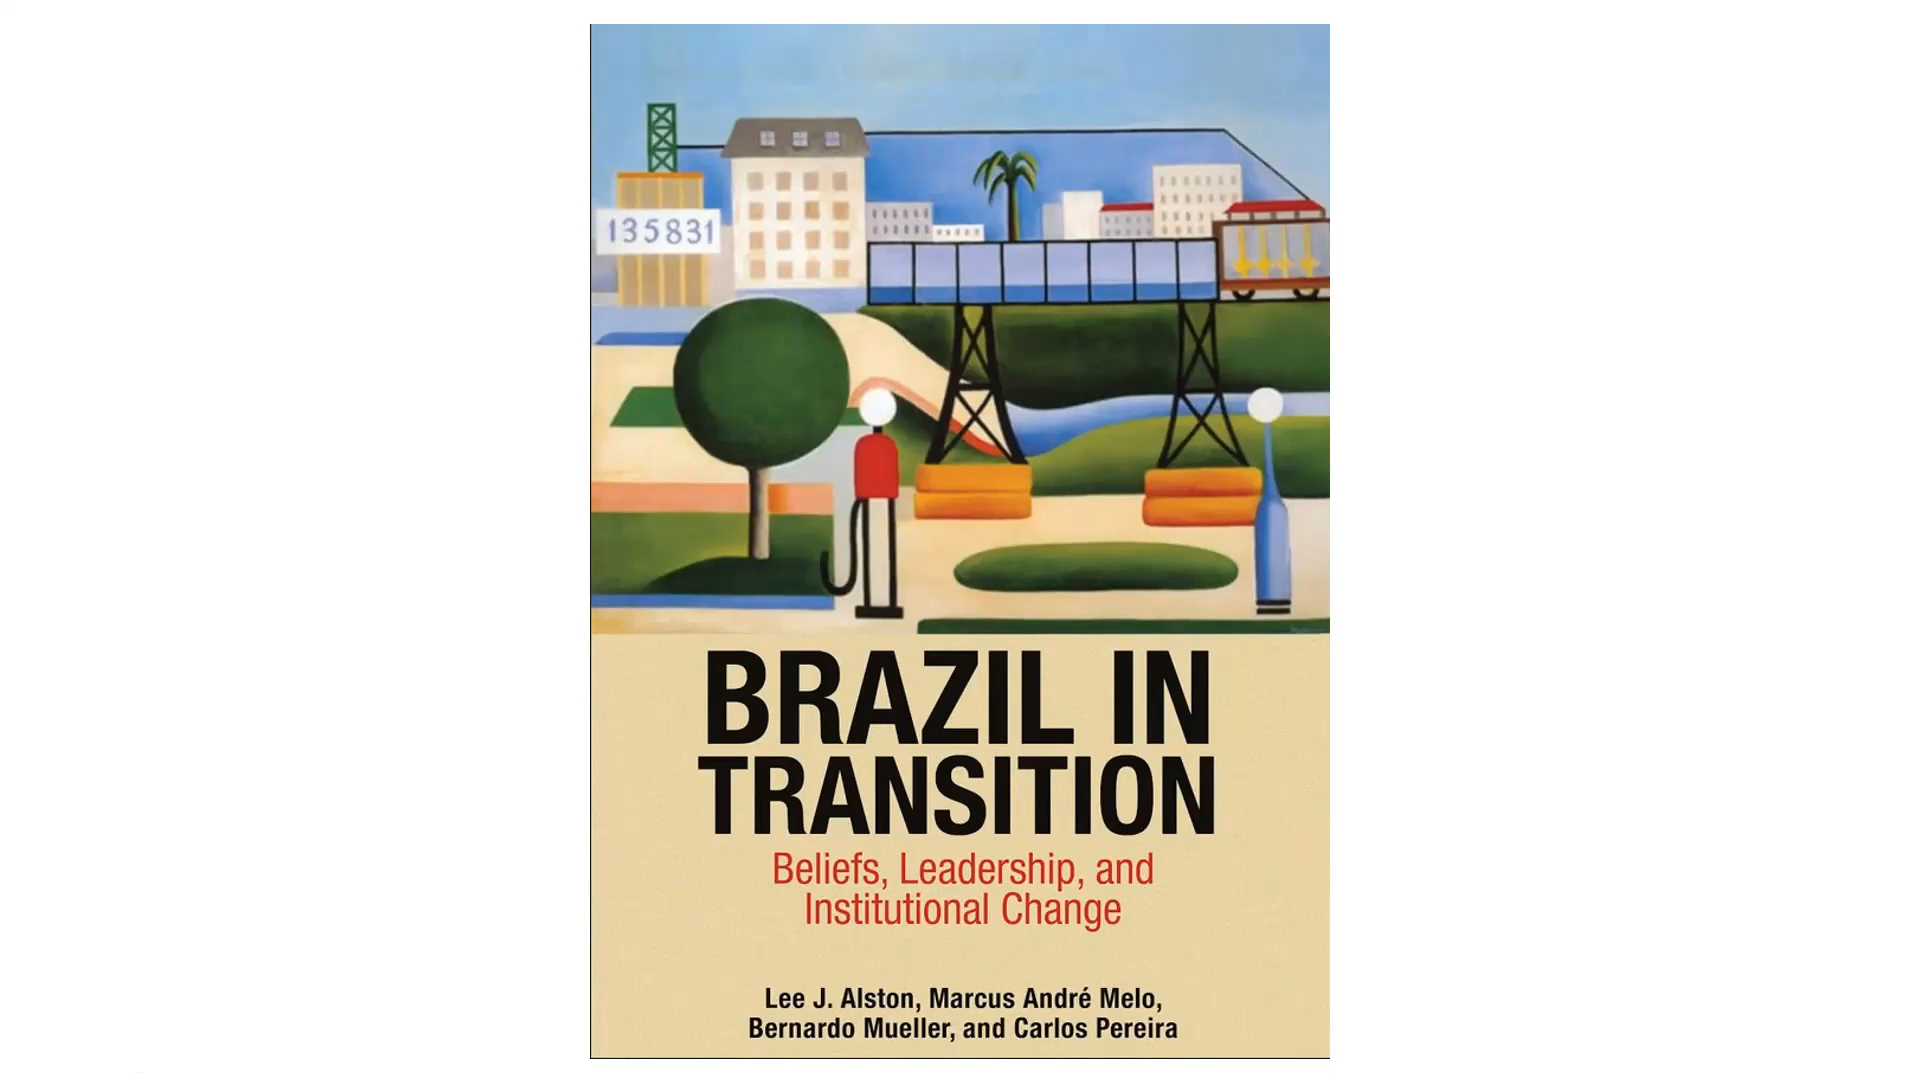 135831
BRAZIL IN
TRANSITION
Beliefs, Leadership, and
Institutional Change
Lee J. Alston, Marcus André Melo,
Bernardo Mueller, and Carlos Pereira